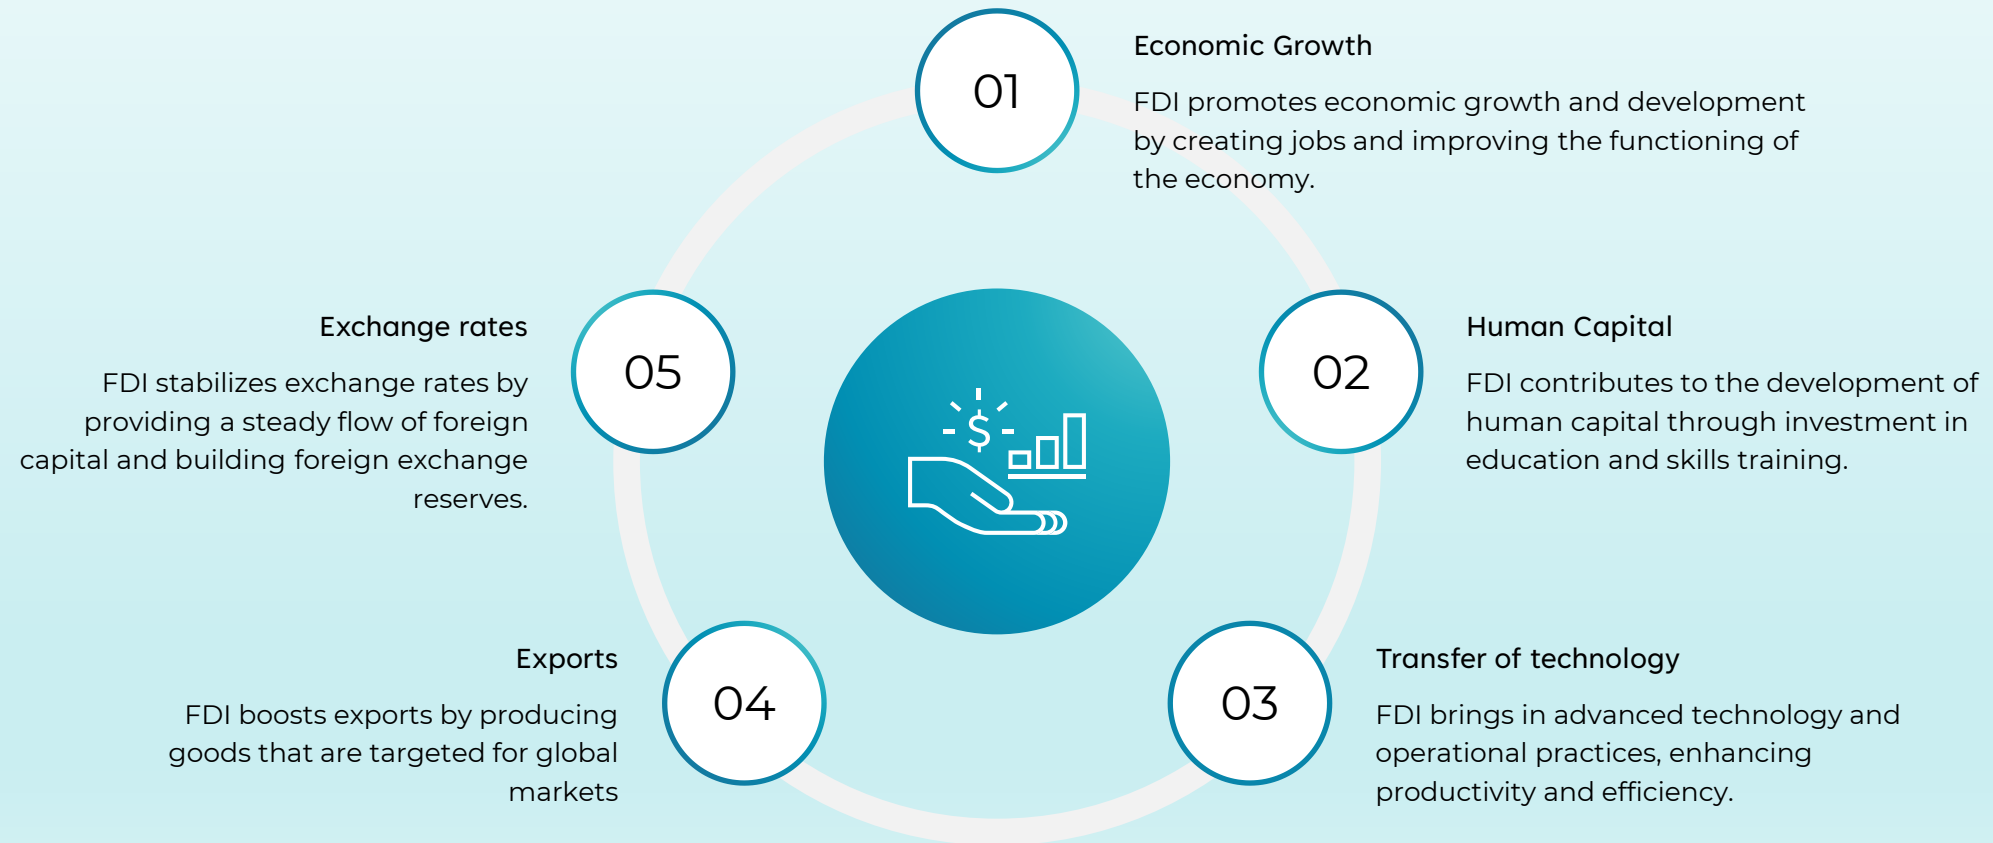 01
Economic Growth
FDI promotes economic growth and development
by creating jobs and improving the functioning of
the economy.
02
Human Capital
FDI contributes to the development of
human capital through investment in
education and skills training.
03
Transfer of technology
FDI brings in advanced technology and
operational practices, enhancing
productivity and efficiency.
04
Exports
FDI boosts exports by producing
goods that are targeted for global
markets
05
Exchange rates
FDI stabilizes exchange rates by
providing a steady flow of foreign
capital and building foreign exchange
reserves.
$